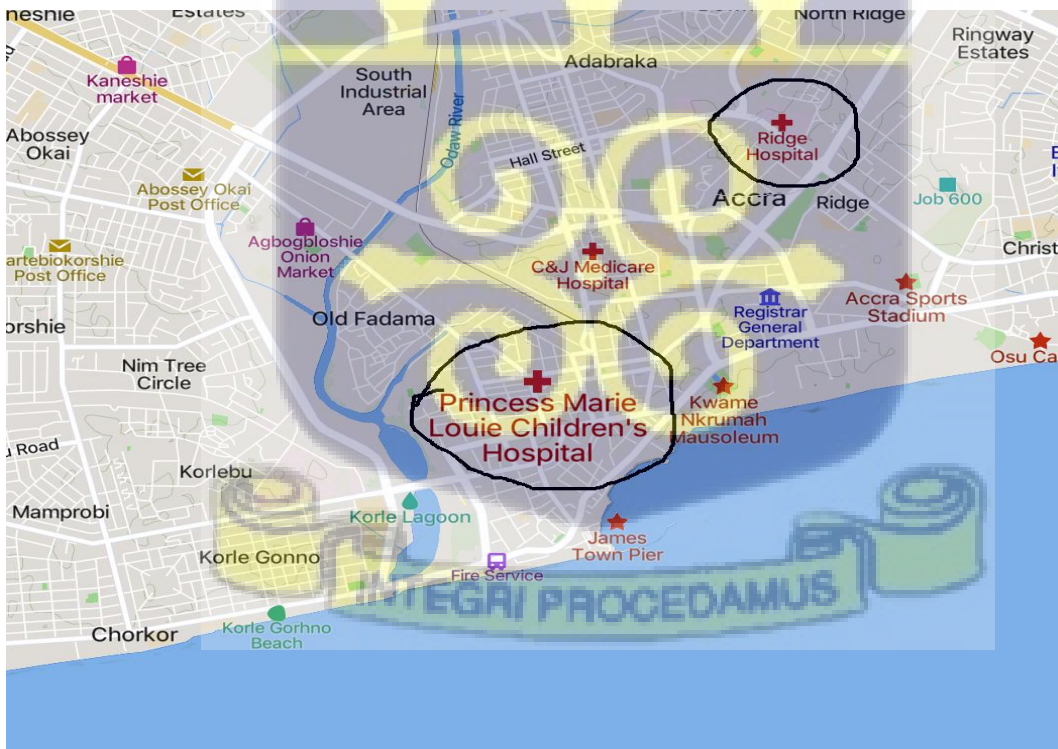 North Ridge
Ringway
Estates
Adabraka
South
Industrial
Area
Kaneshie
market
Odaw River
Abossey
Okai
Hall Street
Ridge
Hospital
Abossey Okai
Post Office
Accra
Ridge
Job 600
Agbogbloshie
Onion
Market
artebiokorshie
Post Office
Christ
C&J Medicare
Hospital
Accra Sports
Stadium
Registrar
General
Department
Old Fadama
orshie
Osu Ca
Nim Tree
Circle
Princess Marie
Louie Children's
Hospital
Kwame
Nkrumah
Mausoleum
u Road
Korlebu
Mamprobi
Korle Lagoon
James
Town Pier
Korle Gonno
Fire Service
INTEGRI PROCEDAMUS
Chorkor
Korle Gorhno
Beach